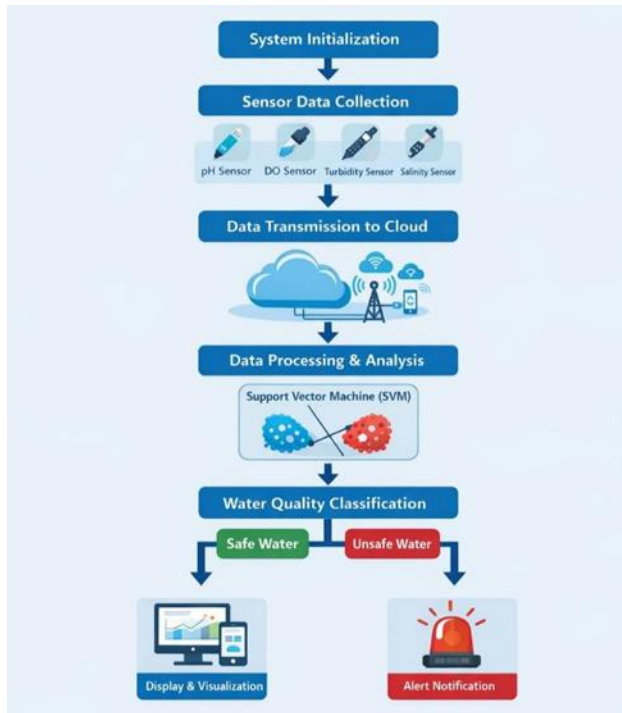 System Initialization
Sensor Data Collection
pH Sensor DO Sensor Turbidity Sensor Salinity Sensor
Data Transmission to Cloud
Data Processing & Analysis
Support Vector Machine (SVM)
Water Quality Classification
Safe Water Unsafe Water
Display & Visualization Alert Notification